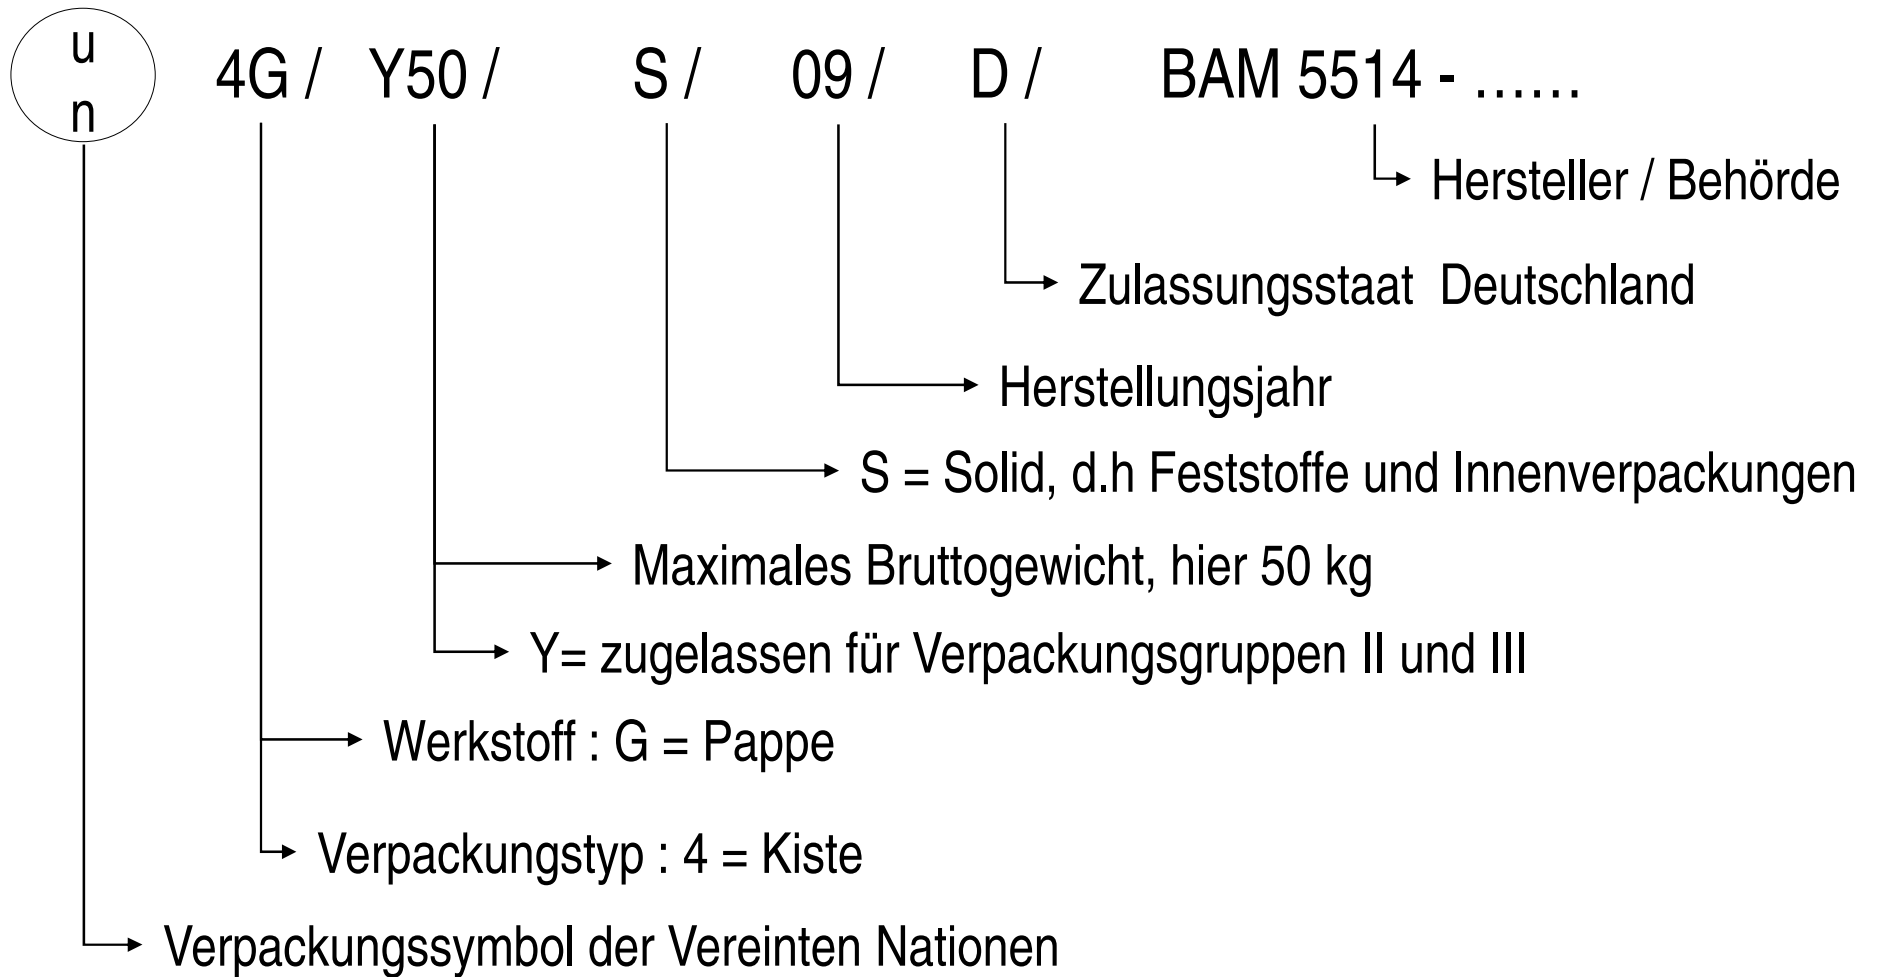 u
n
4G / Y50 / S / 09 / D / BAM 5514 - ......
Hersteller / Behörde
Zulassungsstaat Deutschland
Herstellungsjahr
S = Solid, d.h Feststoffe und Innenverpackungen
Maximales Bruttogewicht, hier 50 kg
Y= zugelassen für Verpackungsgruppen II und III
Werkstoff : G = Pappe
Verpackungstyp : 4 = Kiste
Verpackungssymbol der Vereinten Nationen